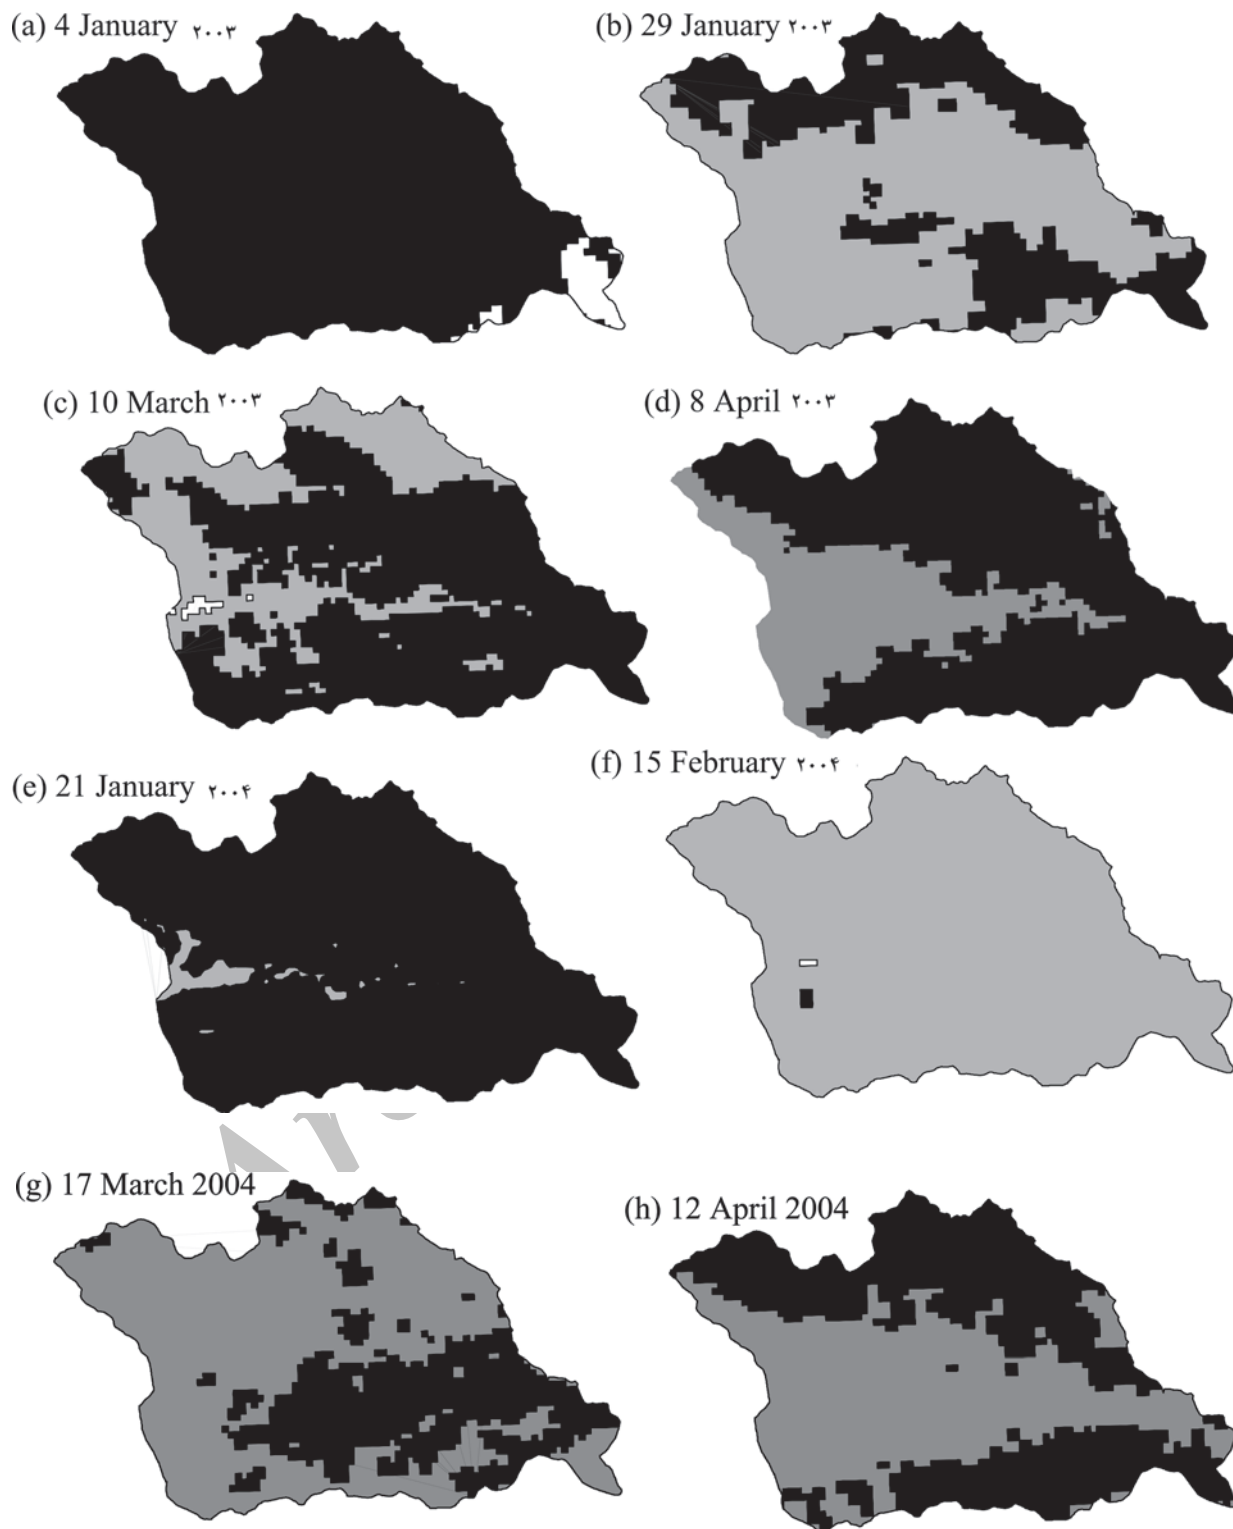 (a) 4 January ۲۰۰۳
(b) 29 January ۲۰۰۳
(c) 10 March ۲۰۰۳
(d) 8 April ۲۰۰۳
(e) 21 January ۲۰۰۴
(f) 15 February ۲۰۰۴
(g) 17 March 2004
(h) 12 April 2004